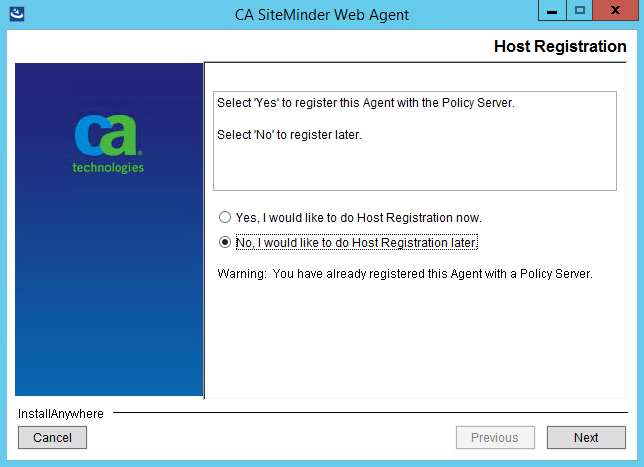 CA SiteMinder Web Agent
Host Registration
ca
technologies
Select 'Yes' to register this Agent with the Policy Server.
Select 'No' to register later.
Yes, I would like to do Host Registration now.
No, I would like to do Host Registration later.
Warning:  You have already registered this Agent with a Policy Server.
InstallAnywhere
Cancel
Previous
Next